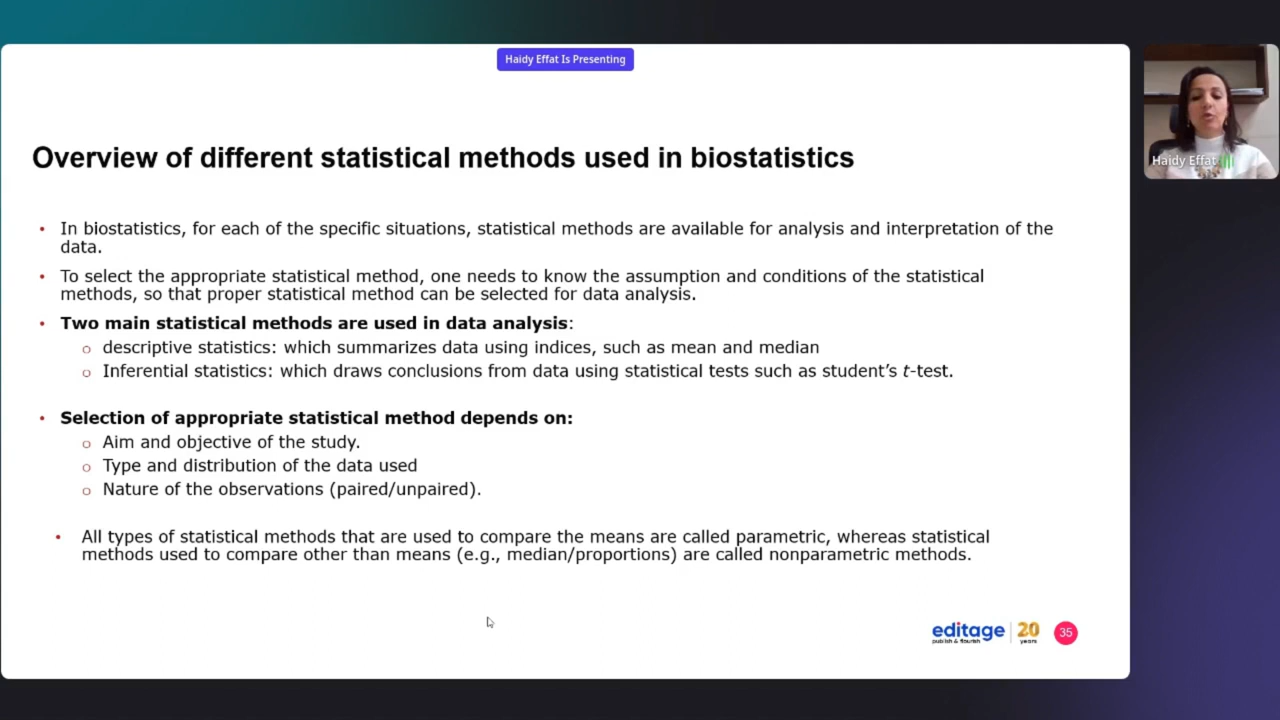 Haidy Effat Is Presenting
Overview of different statistical methods used in biostatistics
• In biostatistics, for each of the specific situations, statistical methods are available for analysis and interpretation of the
data.
• To select the appropriate statistical method, one needs to know the assumption and conditions of the statistical
methods, so that proper statistical method can be selected for data analysis.
• Two main statistical methods are used in data analysis:
o descriptive statistics: which summarizes data using indices, such as mean and median
o Inferential statistics: which draws conclusions from data using statistical tests such as student’s t-test.
• Selection of appropriate statistical method depends on:
o Aim and objective of the study.
o Type and distribution of the data used
o Nature of the observations (paired/unpaired).
• All types of statistical methods that are used to compare the means are called parametric, whereas statistical
methods used to compare other than means (e.g., median/proportions) are called nonparametric methods.
editage
publish & flourish
20
years
35
Haidy Effat